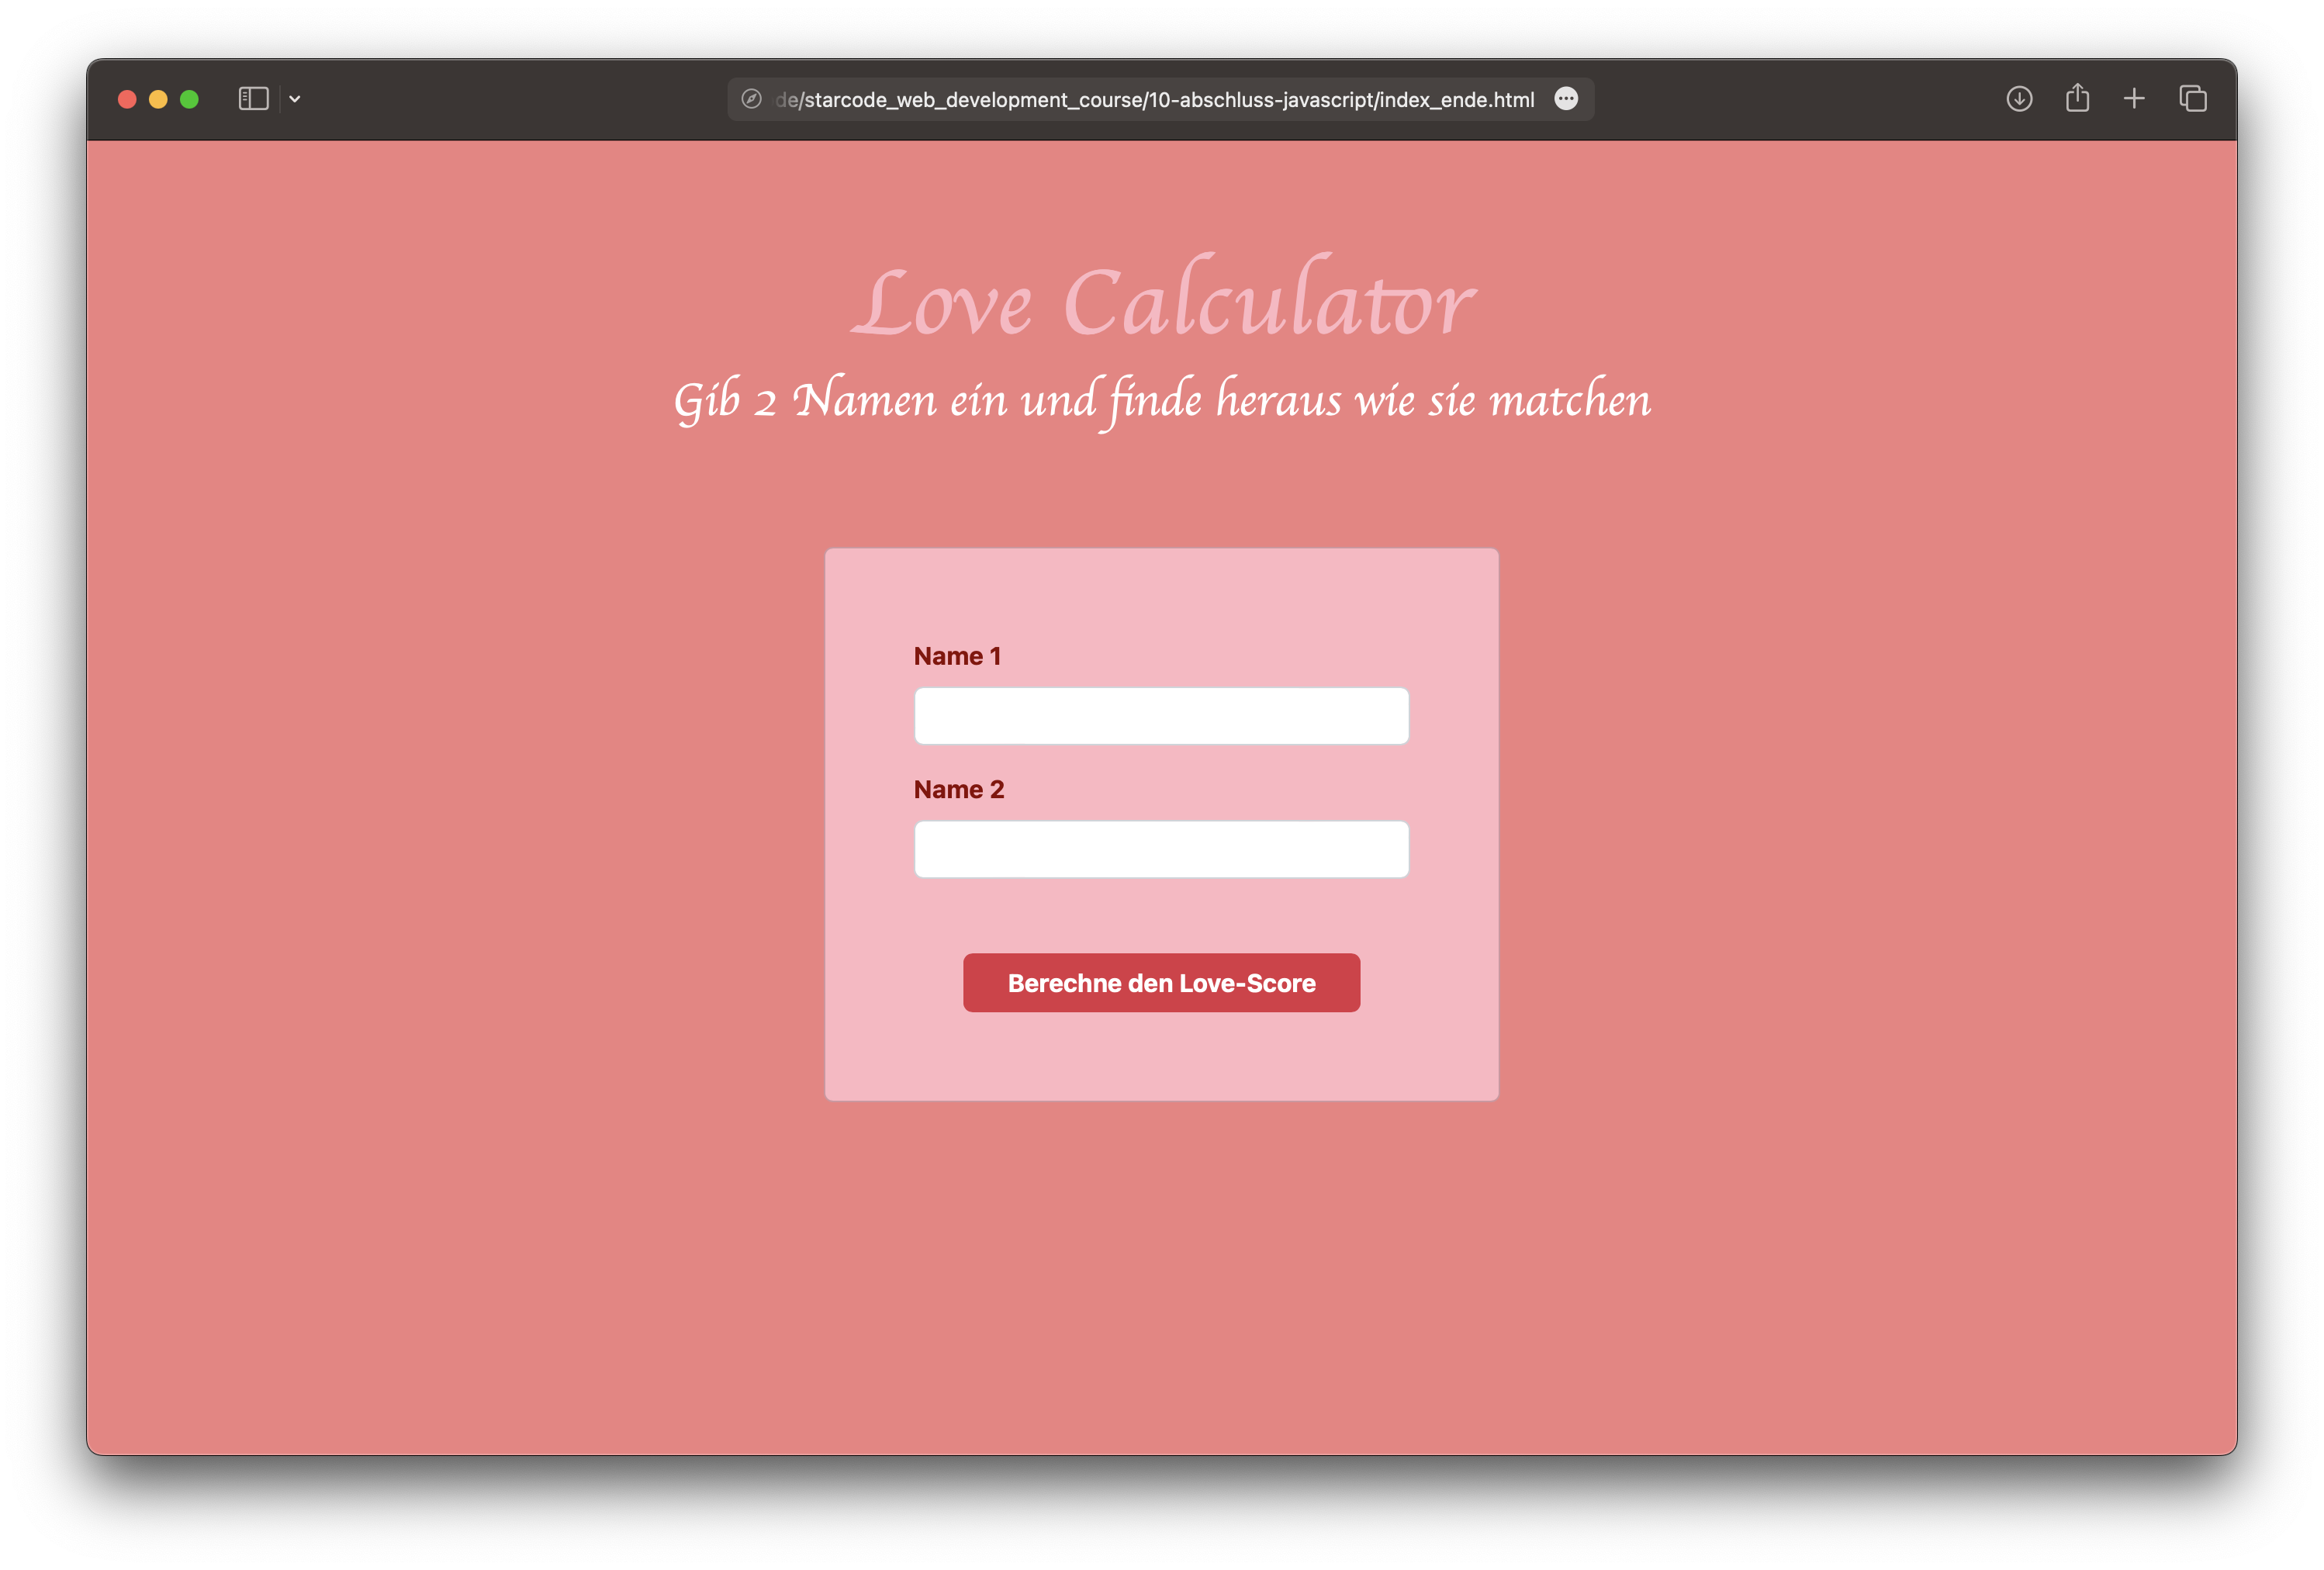 de/starcode_web_development_course/10-abschluss-javascript/index_ende.html
Love Calculator
Gib 2 Namen ein und finde heraus wie sie matchen
Name 1
Name 2
Berechne den Love-Score